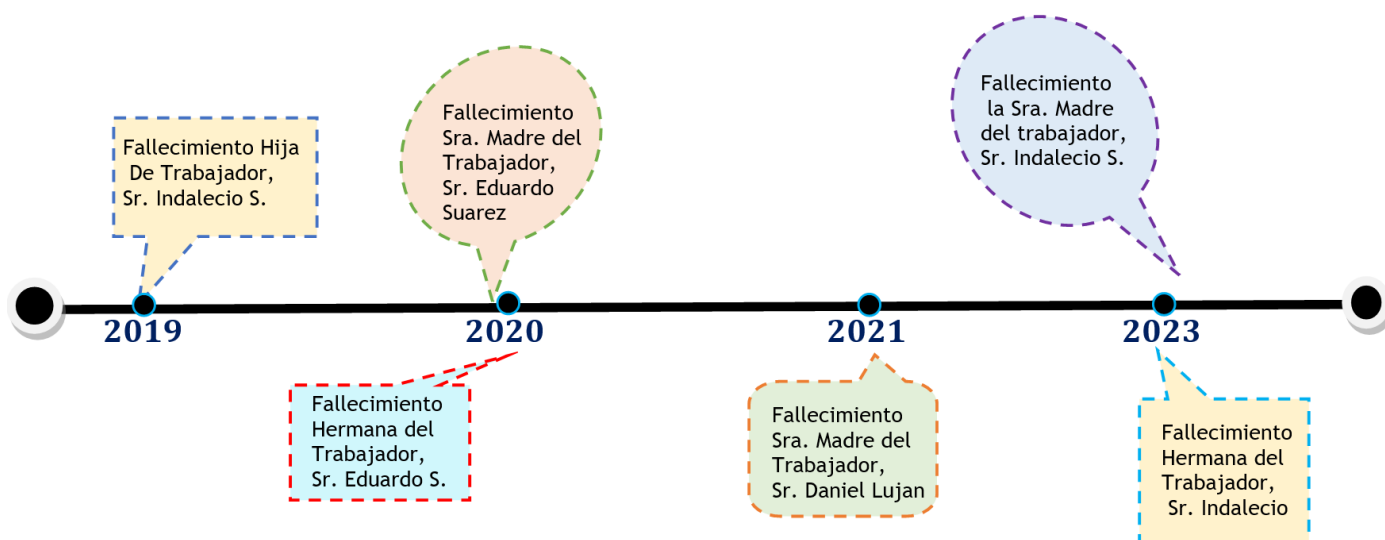 Fallecimiento Hija
De Trabajador,
Sr. Indalecio S.
Fallecimiento
Sra. Madre del
Trabajador,
Sr. Eduardo
Suarez
Fallecimiento
la Sra. Madre
del trabajador,
Sr. Indalecio S.
2019
2020
2021
2023
Fallecimiento
Hermana del
Trabajador,
Sr. Eduardo S.
Fallecimiento
Sra. Madre del
Trabajador,
Sr. Daniel Lujan
Fallecimiento
Hermana del
Trabajador,
Sr. Indalecio